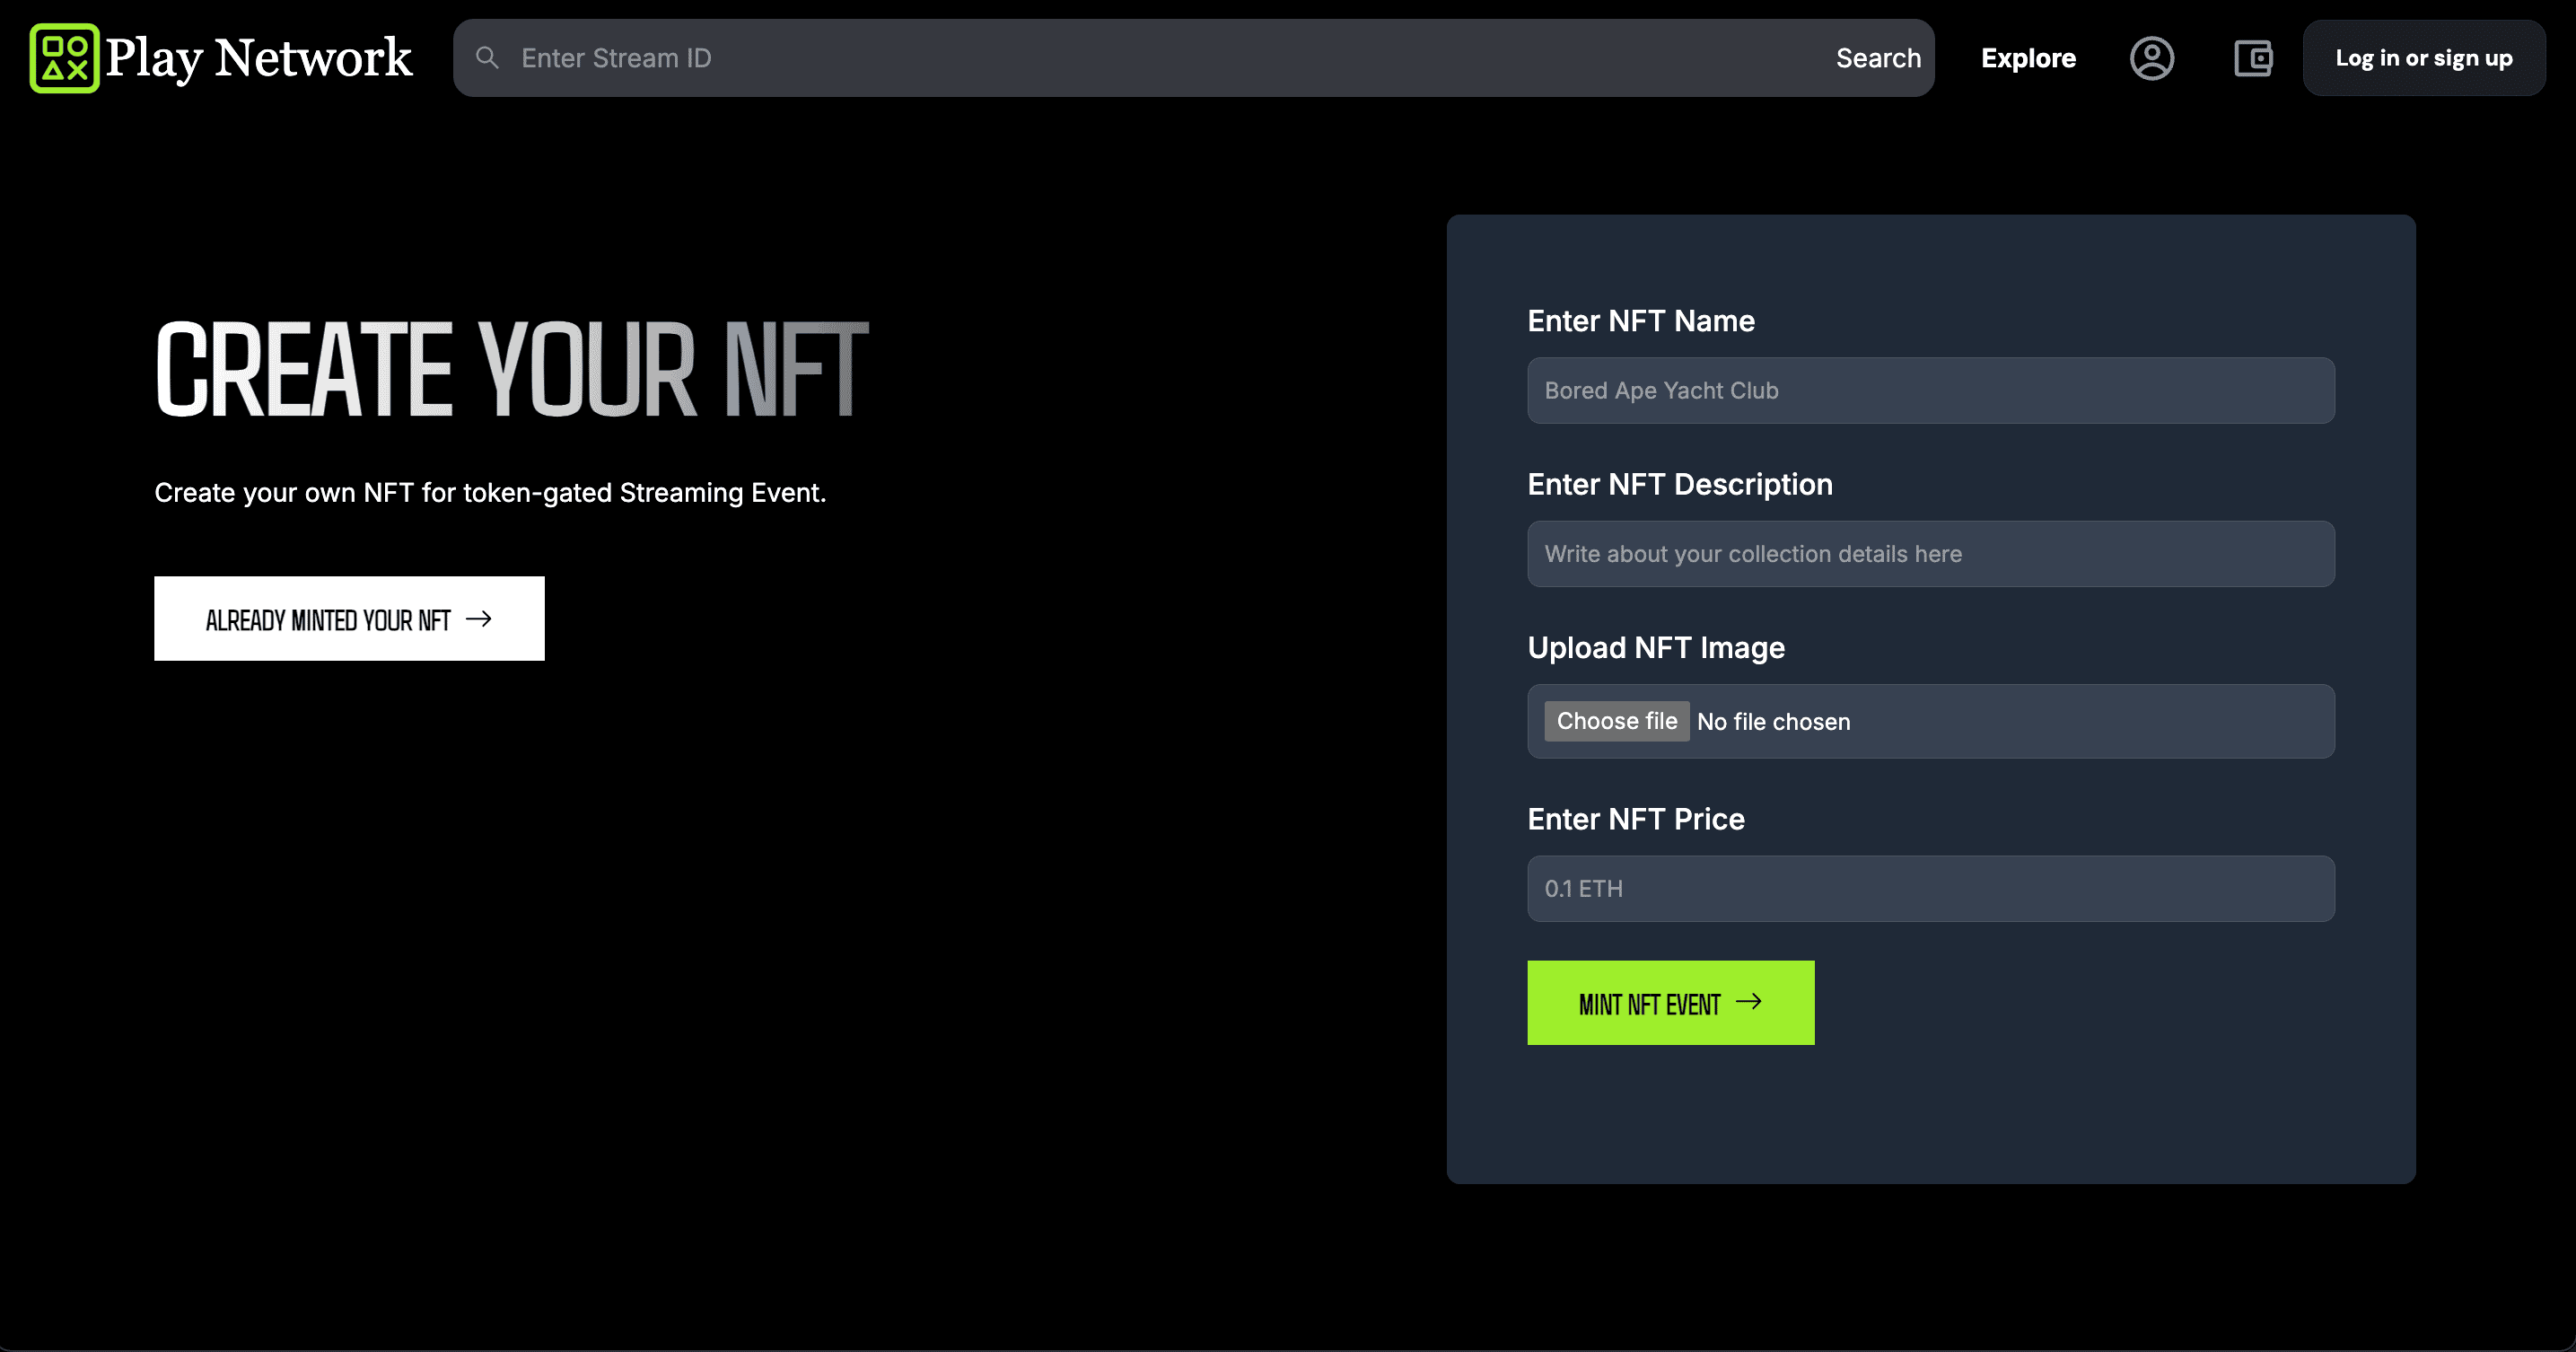 Play Network
Enter Stream ID
Search
Explore
Log in or sign up
CREATE YOUR NFT
Create your own NFT for token-gated Streaming Event.
ALREADY MINTED YOUR NFT →
Enter NFT Name
Bored Ape Yacht Club
Enter NFT Description
Write about your collection details here
Upload NFT Image
Choose file No file chosen
Enter NFT Price
0.1 ETH
MINT NFT EVENT →